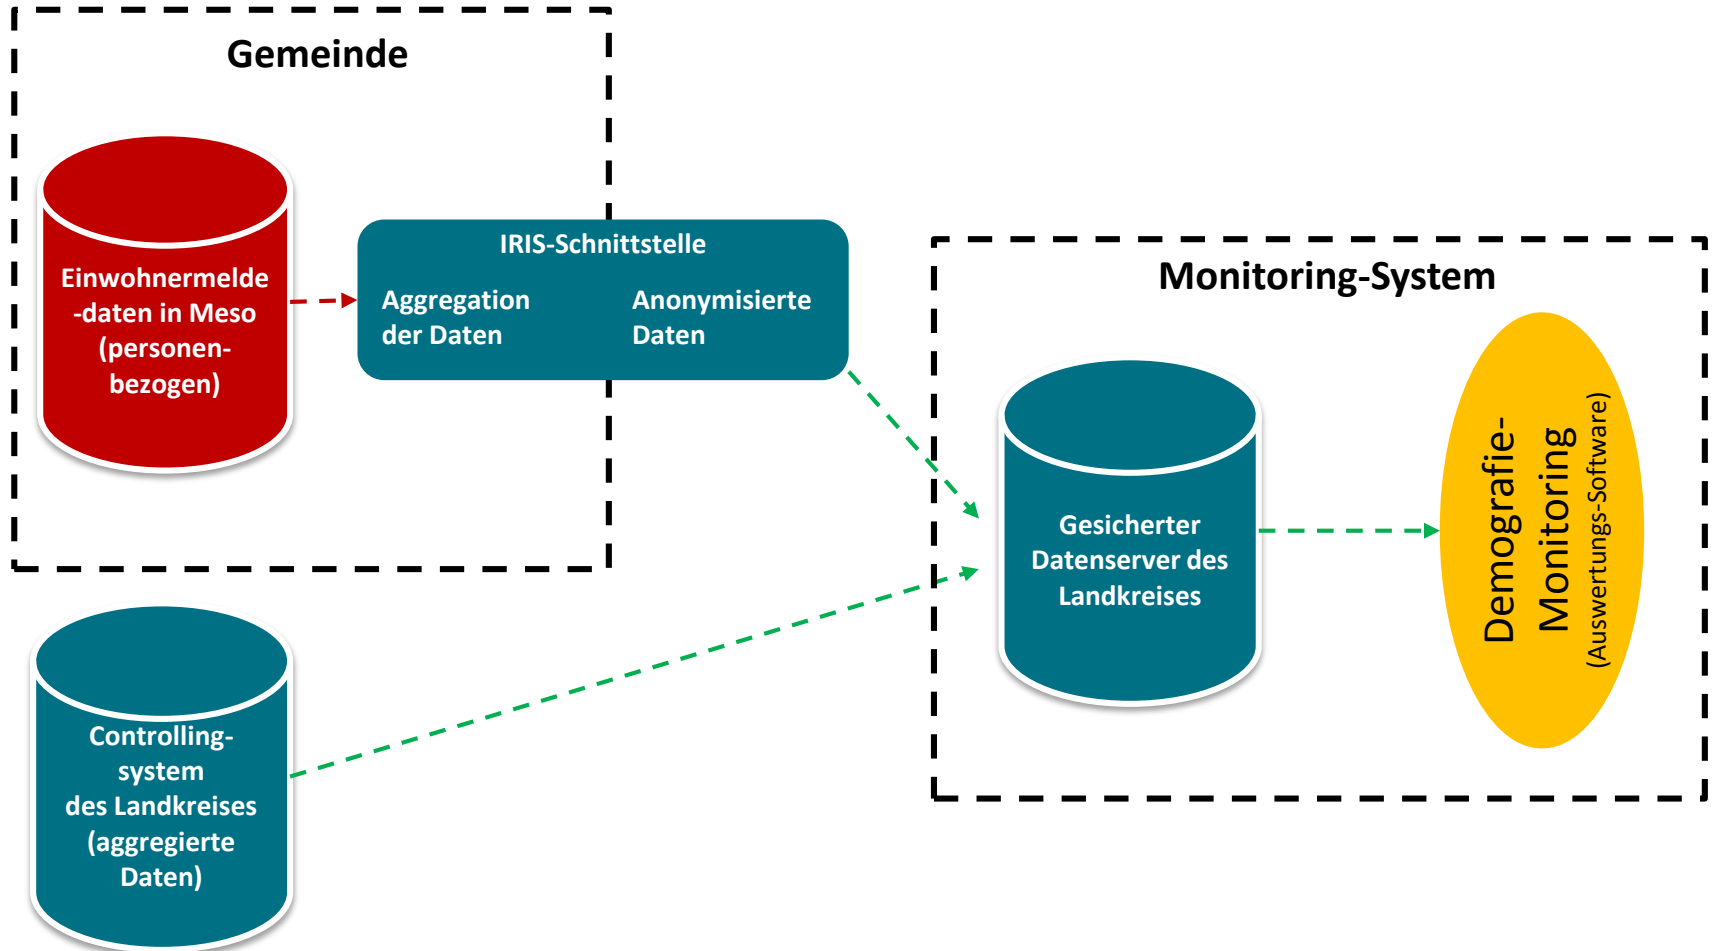 Gemeinde
Einwohnermelde
-daten in Meso
(personen-
bezogen)
IRIS-Schnittstelle
Aggregation
der Daten
Anonymisierte
Daten
Monitoring-System
Gesicherter
Datenserver des
Landkreises
Demografie-
Monitoring
(Auswertungs-Software)
Controlling-
system
des Landkreises
(aggregierte
Daten)